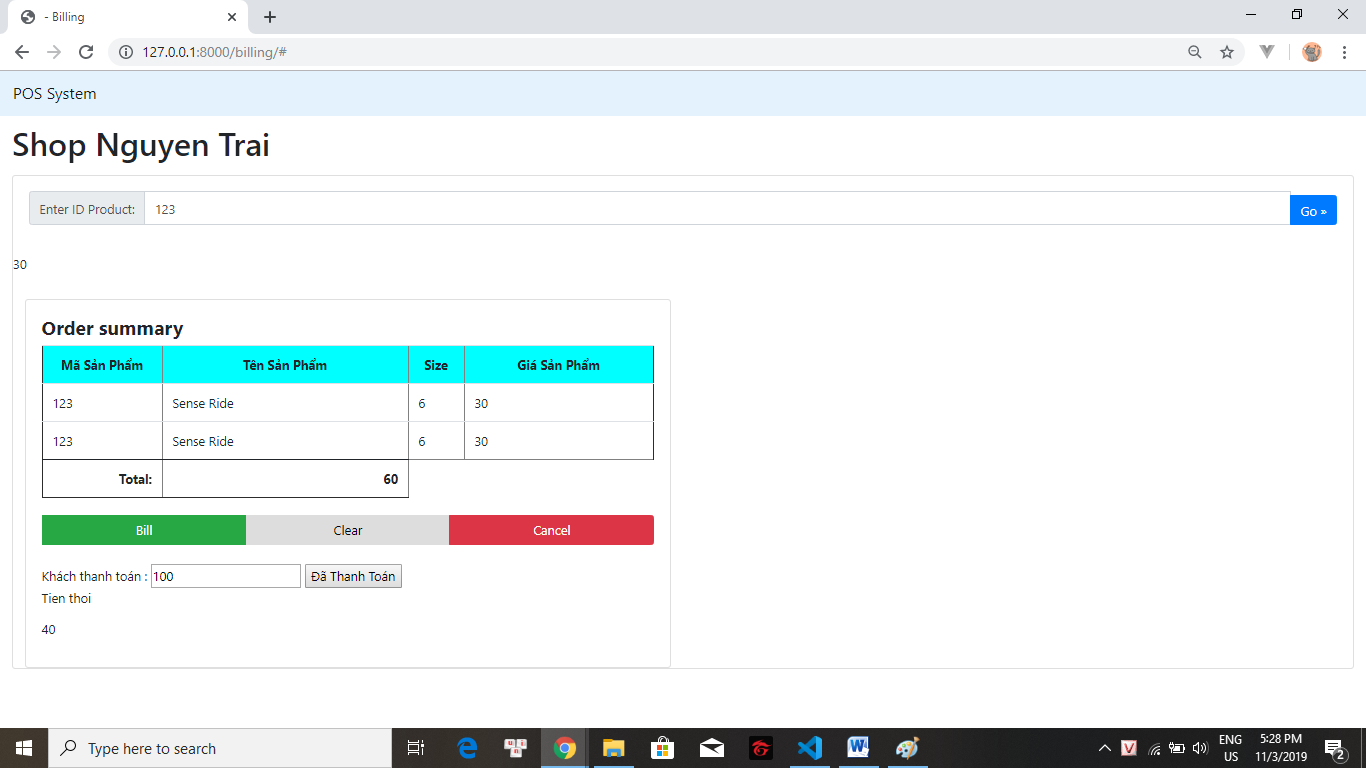 - Billing
127.0.0.1:8000/billing/#
POS System
Shop Nguyen Trai
Enter ID Product: 123 Go »
30
Order summary
Mã Sản Phẩm Tên Sản Phẩm Size Giá Sản Phẩm
123 Sense Ride 6 30
123 Sense Ride 6 30
Total: 60
Bill Clear Cancel
Khách thanh toán : 100 Đã Thanh Toán
Tien thoi
40
Type here to search
ENG 5:28 PM
US 11/3/2019 2